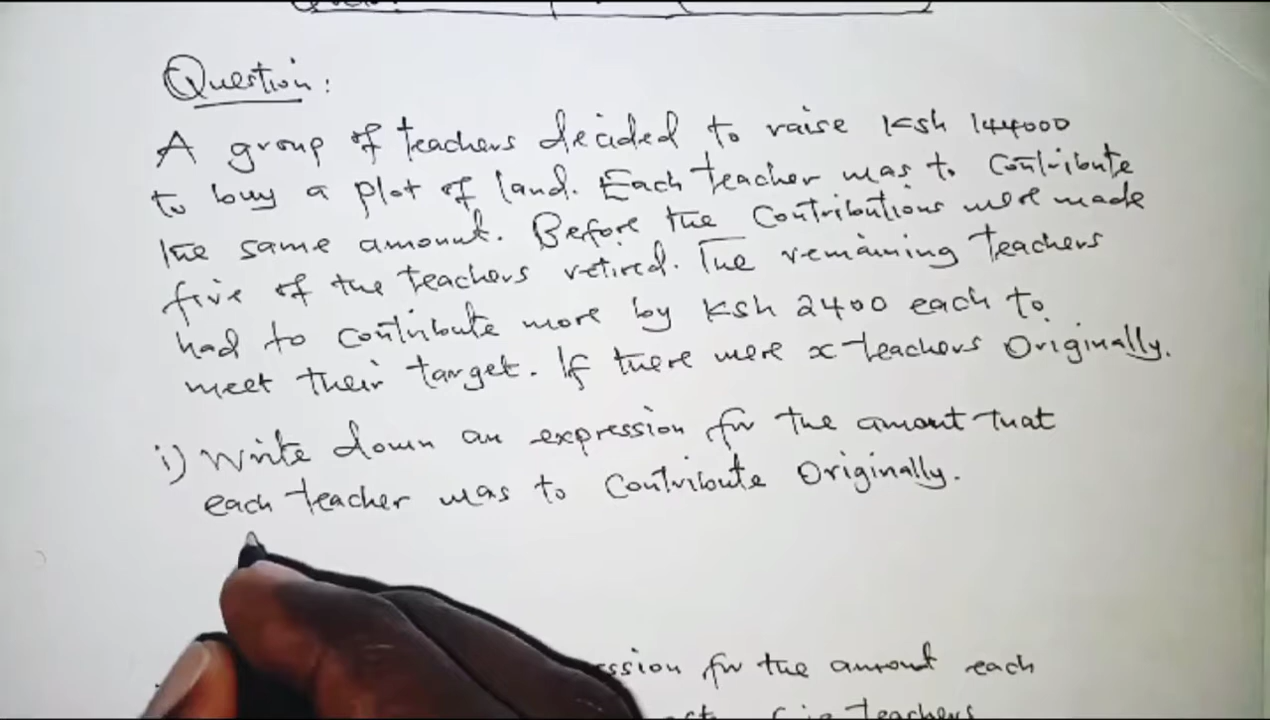 Question:
A group of teachers decided to raise Ksh 144000
to buy a plot of land. Each teacher was to Contribute
the same amount. Before the Contributions were made
five of the teachers retired. The remaining teachers
had to contribute more by Ksh 2400 each to
meet their target. If there were x teachers Originally.
i) Write down an expression for the amount that
each teacher was to Contribute Originally.
for the amount each
teachers